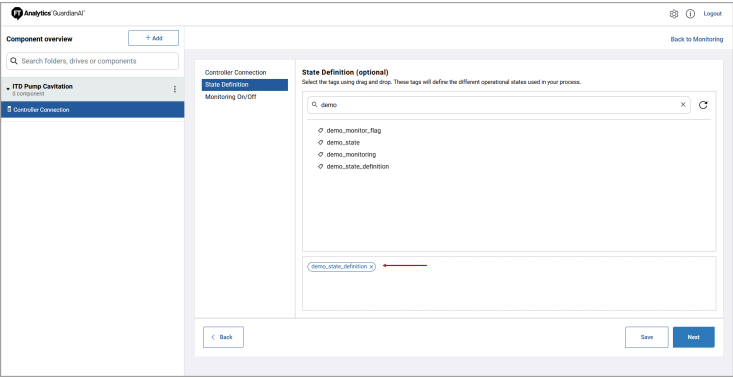 FT Analytics GuardianAI
Logout
Component overview
+ Add
Back to Monitoring
Search folders, drives or components
ITD Pump Cavitation
0 component
Controller Connection
Controller Connection
State Definition
Monitoring On/Off
State Definition (optional)
Select the tags using drag and drop. These tags will define the different operational states used in your process.
demo
demo_monitor_flag
demo_state
demo_monitoring
demo_state_definition
demo_state_definition ×
< Back
Save
Next